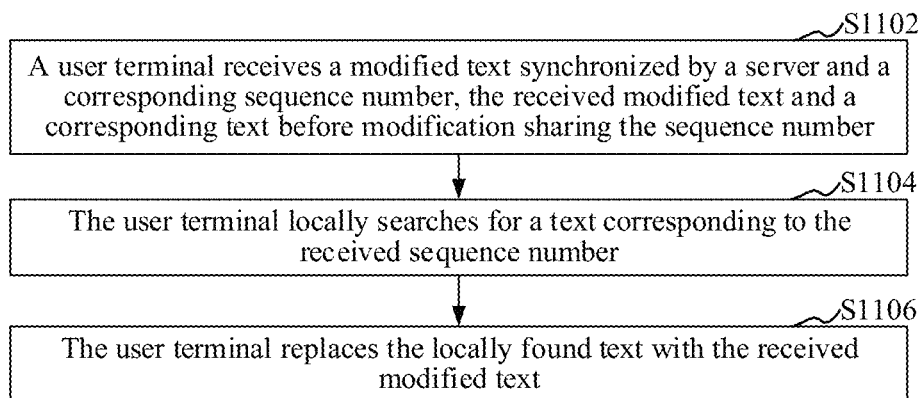 S1102
A user terminal receives a modified text synchronized by a server and a
corresponding sequence number, the received modified text and a
corresponding text before modification sharing the sequence number
S1104
The user terminal locally searches for a text corresponding to the
received sequence number
S1106
The user terminal replaces the locally found text with the received
modified text